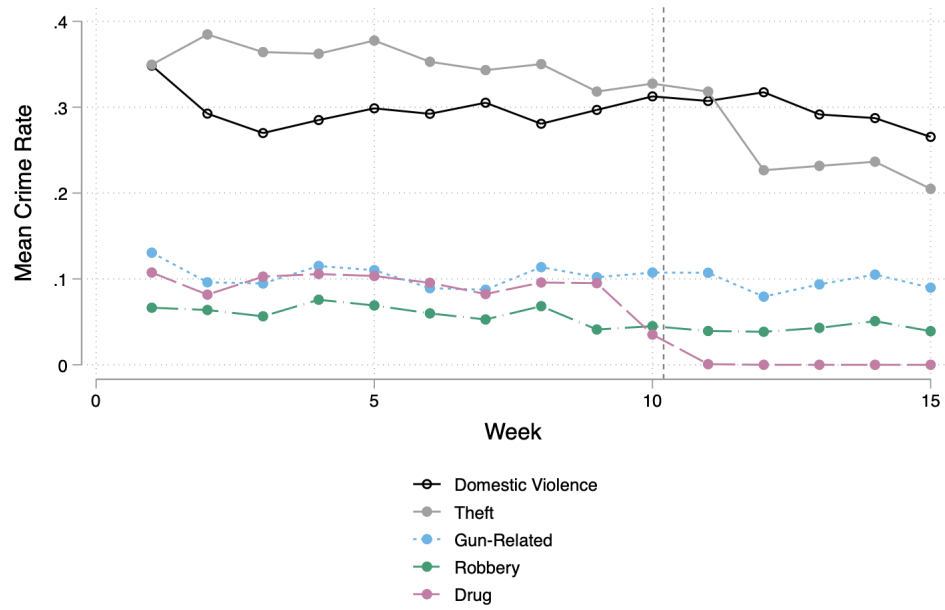 .4
.3
.2
.1
0
Mean Crime Rate
0 5 10 15
Week
Domestic Violence
Theft
Gun-Related
Robbery
Drug